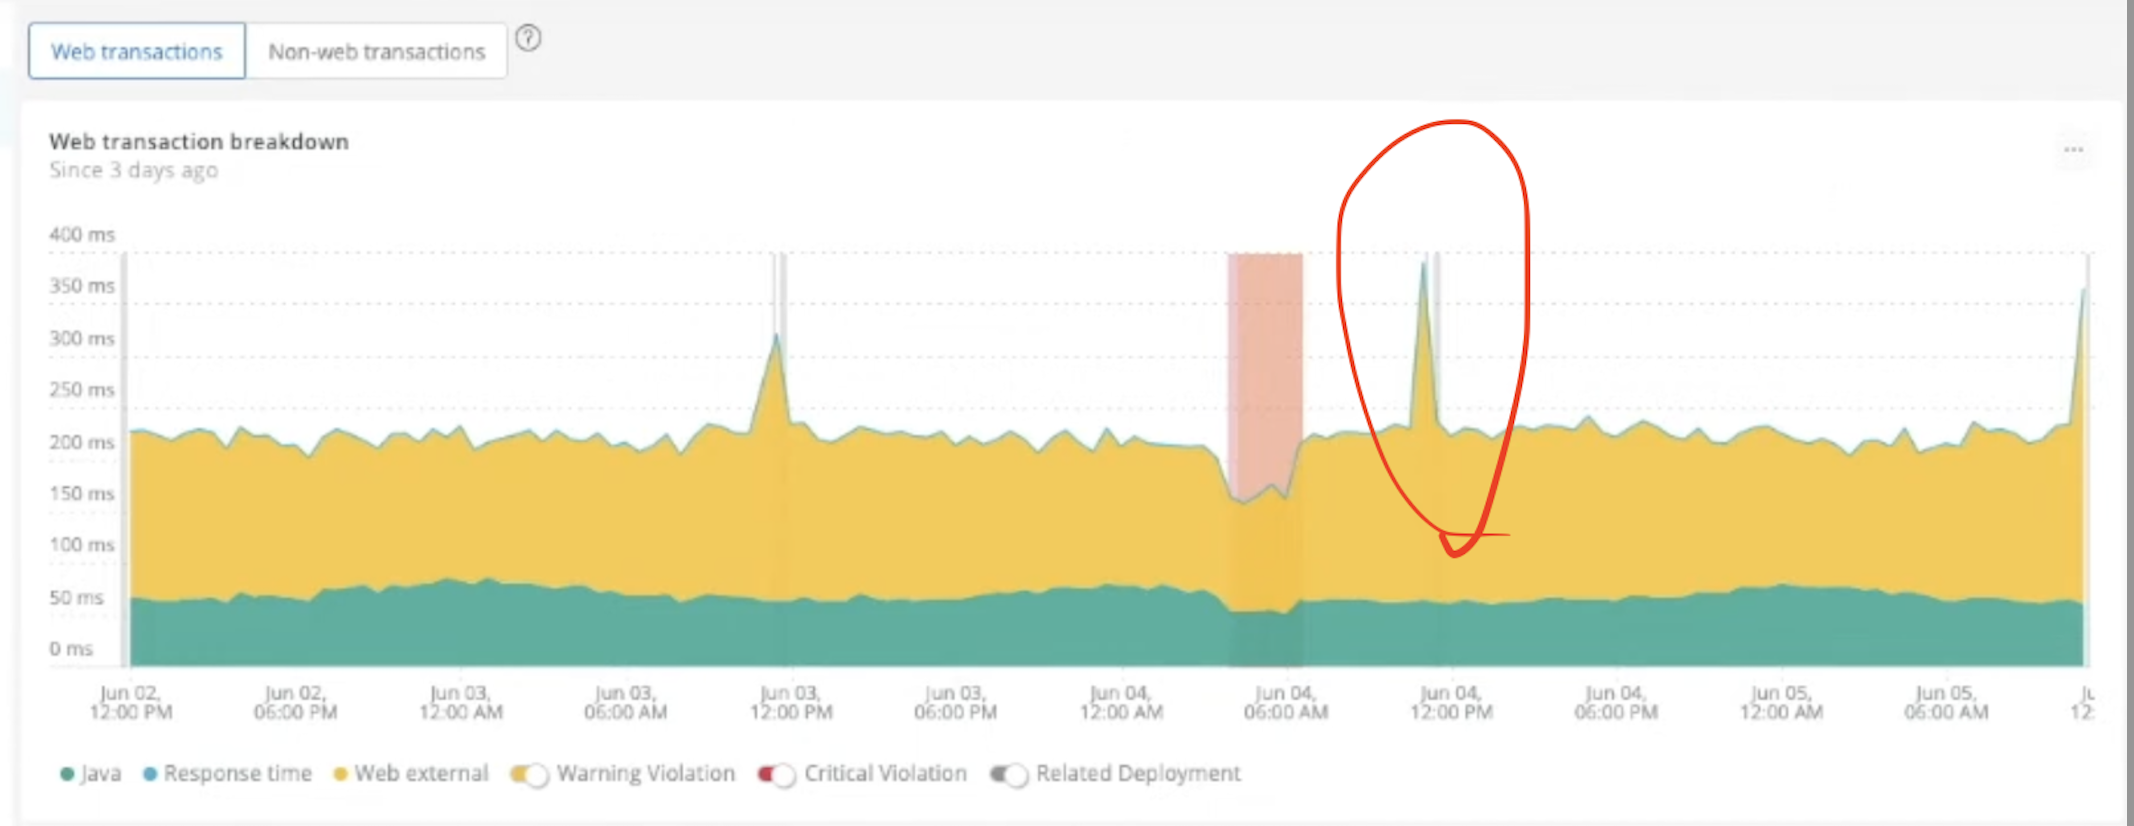 Web transactions Non-web transactions ?
Web transaction breakdown
Since 3 days ago
...
400 ms
350 ms
300 ms
250 ms
200 ms
150 ms
100 ms
50 ms
0 ms
Jun 02, Jun 02, Jun 03, Jun 03, Jun 03, Jun 03, Jun 04, Jun 04, Jun 04, Jun 04, Jun 05, Jun 05,
12:00 PM 06:00 PM 12:00 AM 06:00 AM 12:00 PM 06:00 PM 12:00 AM 06:00 AM 12:00 PM 06:00 PM 12:00 AM 06:00 AM 12:
Java Response time Web external Warning Violation Critical Violation Related Deployment